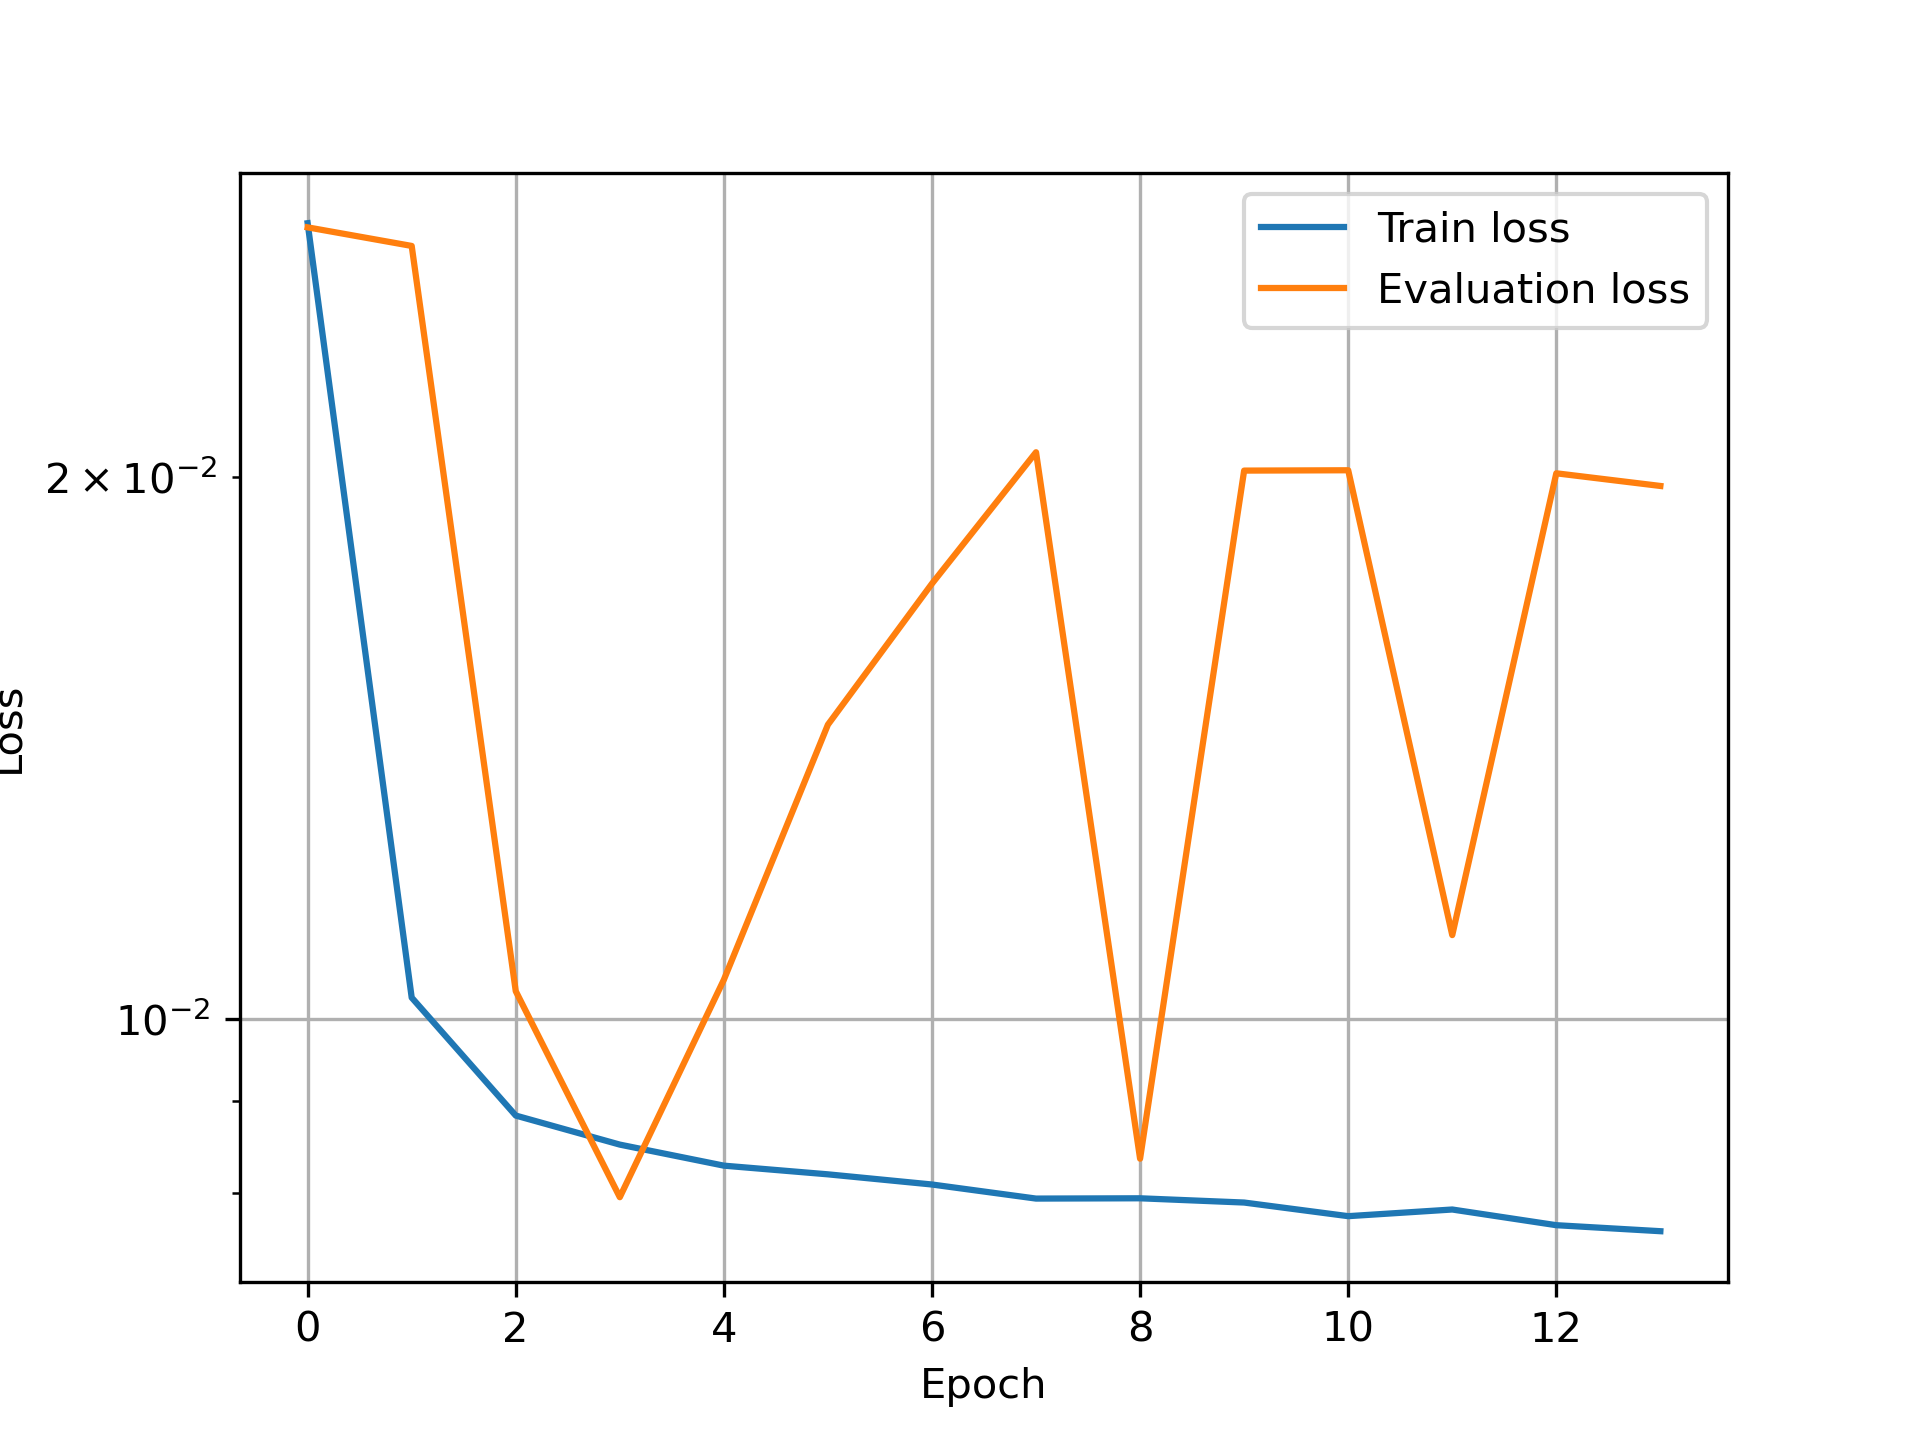 Train loss
Evaluation loss
2 × 10⁻²
10⁻²
Loss
0 2 4 6 8 10 12
Epoch